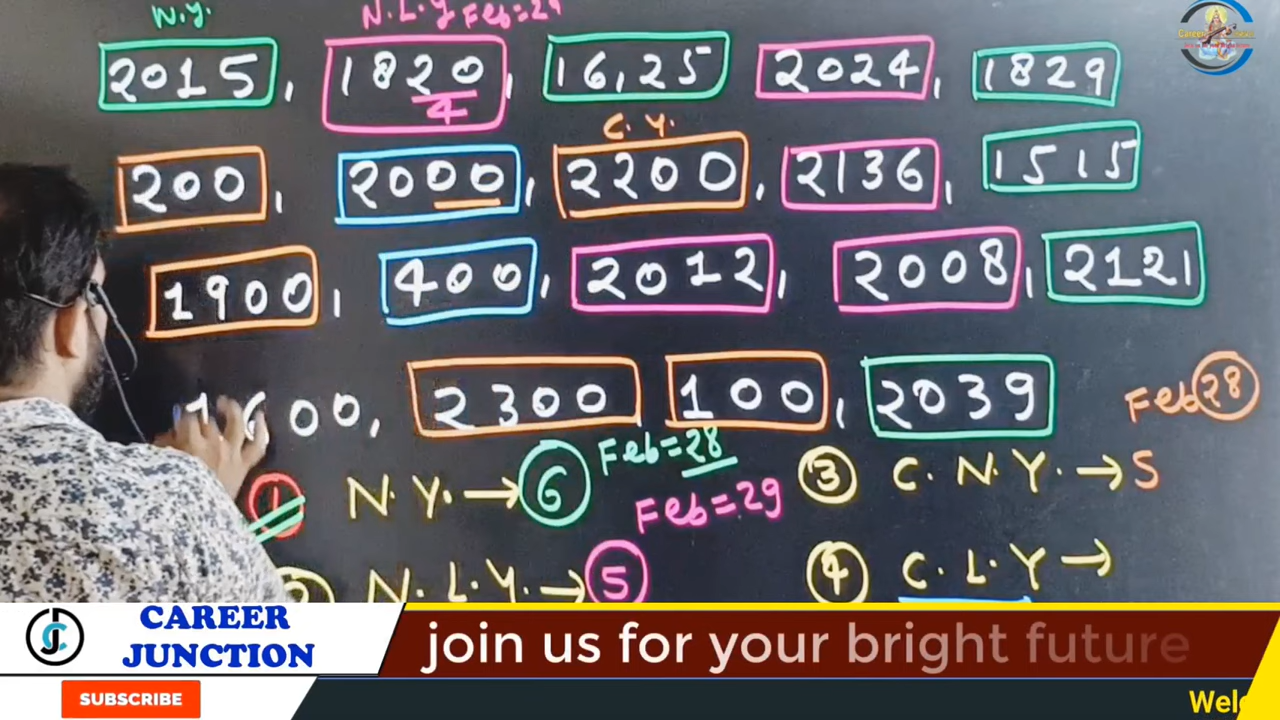 N.Y. N.L.Y Feb=29
2015, 1820, 16,25 2024, 1829
4
C.Y.
200, 2000, 2200, 2136, 1515
1900, 400, 2012, 2008, 2121
1600, 2300, 100, 2039
Feb 28
① N.Y. → 6 Feb=28 ③ C.N.Y. → 5
Feb=29
② N.L.Y. → 5 ④ C.L.Y →
CAREER
JUNCTION
join us for your bright future
SUBSCRIBE
Welc